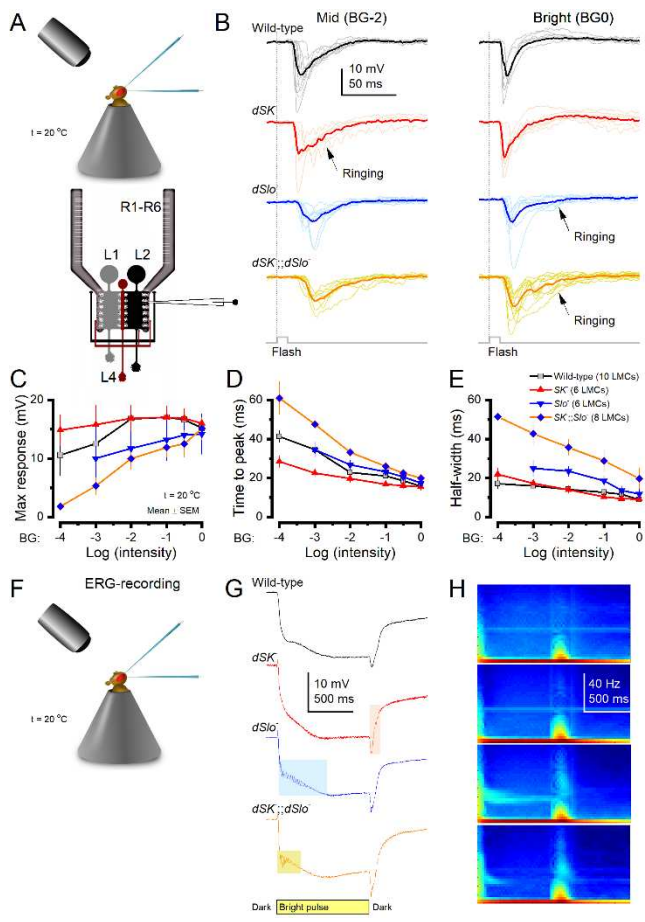 A
t = 20 °C
R1-R6
L1
L2
L4
B
Mid (BG-2)
Bright (BG0)
Wild-type
10 mV
50 ms
dSK⁻
Ringing
dSlo⁻
Ringing
dSK⁻;;dSlo⁻
Ringing
Flash
Flash
C
Max response (mV)
20
15
10
5
0
t = 20 °C
Mean ± SEM
BG:
-4
-3
-2
-1
0
Log (intensity)
D
Time to peak (ms)
60
40
20
0
BG:
-4
-3
-2
-1
0
Log (intensity)
E
Half-width (ms)
60
40
20
0
Wild-type (10 LMCs)
SK⁻ (6 LMCs)
Slo⁻ (6 LMCs)
SK⁻;;Slo⁻ (8 LMCs)
BG:
-4
-3
-2
-1
0
Log (intensity)
F
ERG-recording
t = 20 °C
G
Wild-type
dSK⁻
10 mV
500 ms
dSlo⁻
dSK⁻;;dSlo⁻
Dark
Bright pulse
Dark
H
40 Hz
500 ms